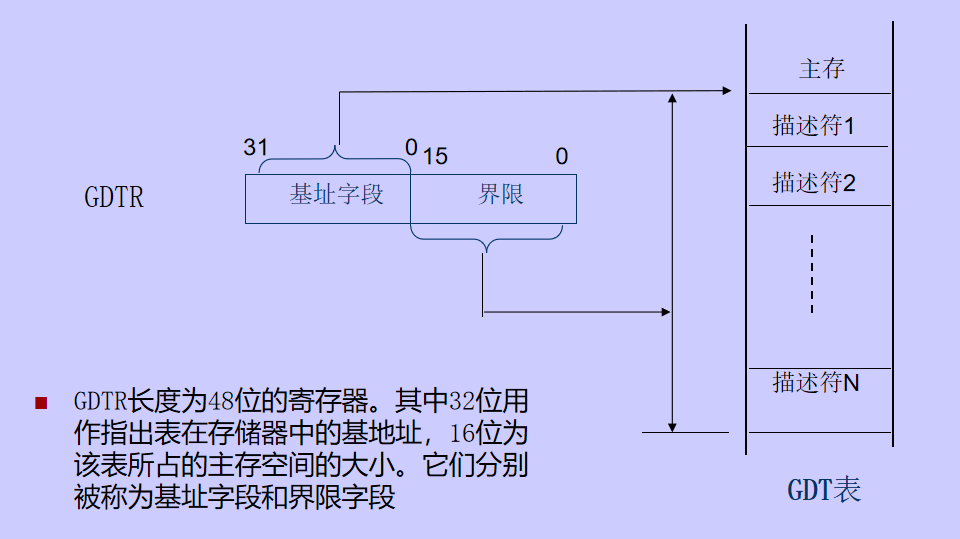 主存
描述符1
描述符2
描述符N
GDT表
31
0
15
0
GDTR
基址字段
界限
GDTR长度为48位的寄存器。其中32位用
作指出表在存储器中的基地址，16位为
该表所占的主存空间的大小。它们分别
被称为基址字段和界限字段